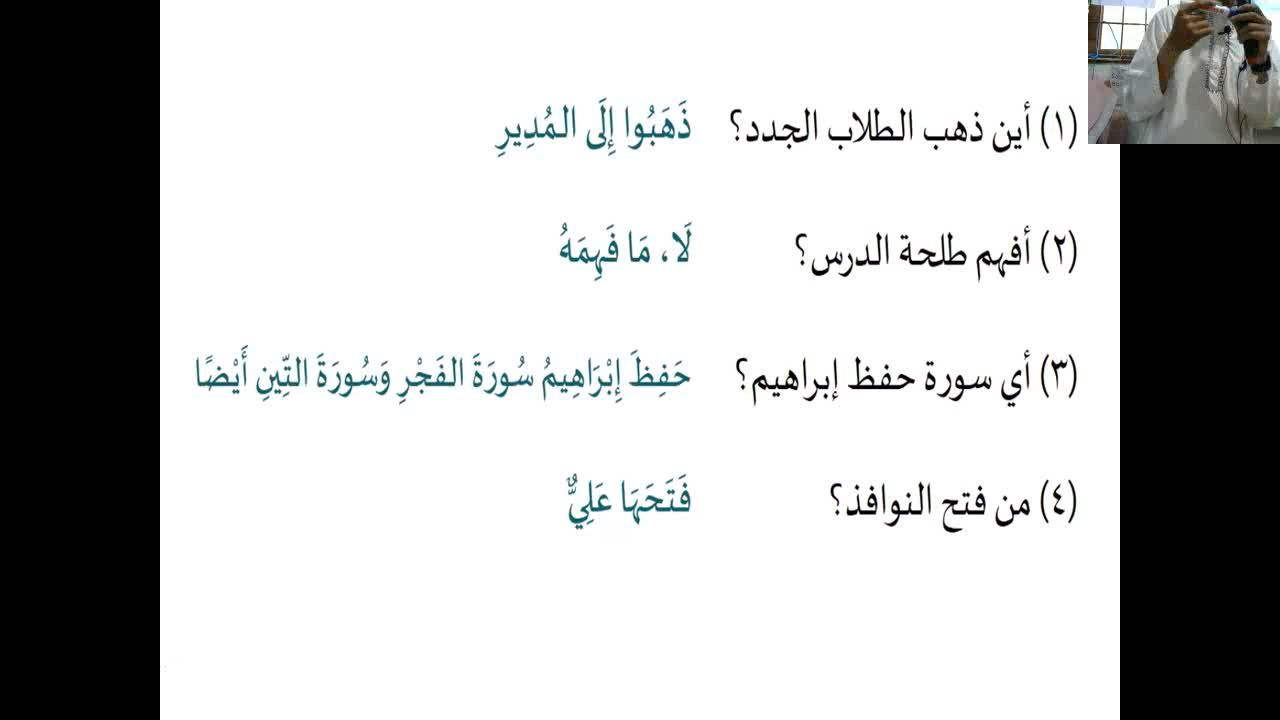 (١) أين ذهب الطلاب الجدد؟ ذَهَبُوا إِلَى المُدِيرِ
(٢) أفهم طلحة الدرس؟ لَا، مَا فَهِمَهُ
(٣) أي سورة حفظ إبراهيم؟ حَفِظَ إِبْرَاهِيمُ سُورَةَ الفَجْرِ وَسُورَةَ التِّينِ أَيْضًا
(٤) من فتح النوافذ؟ فَتَحَهَا عَلِيٌّ